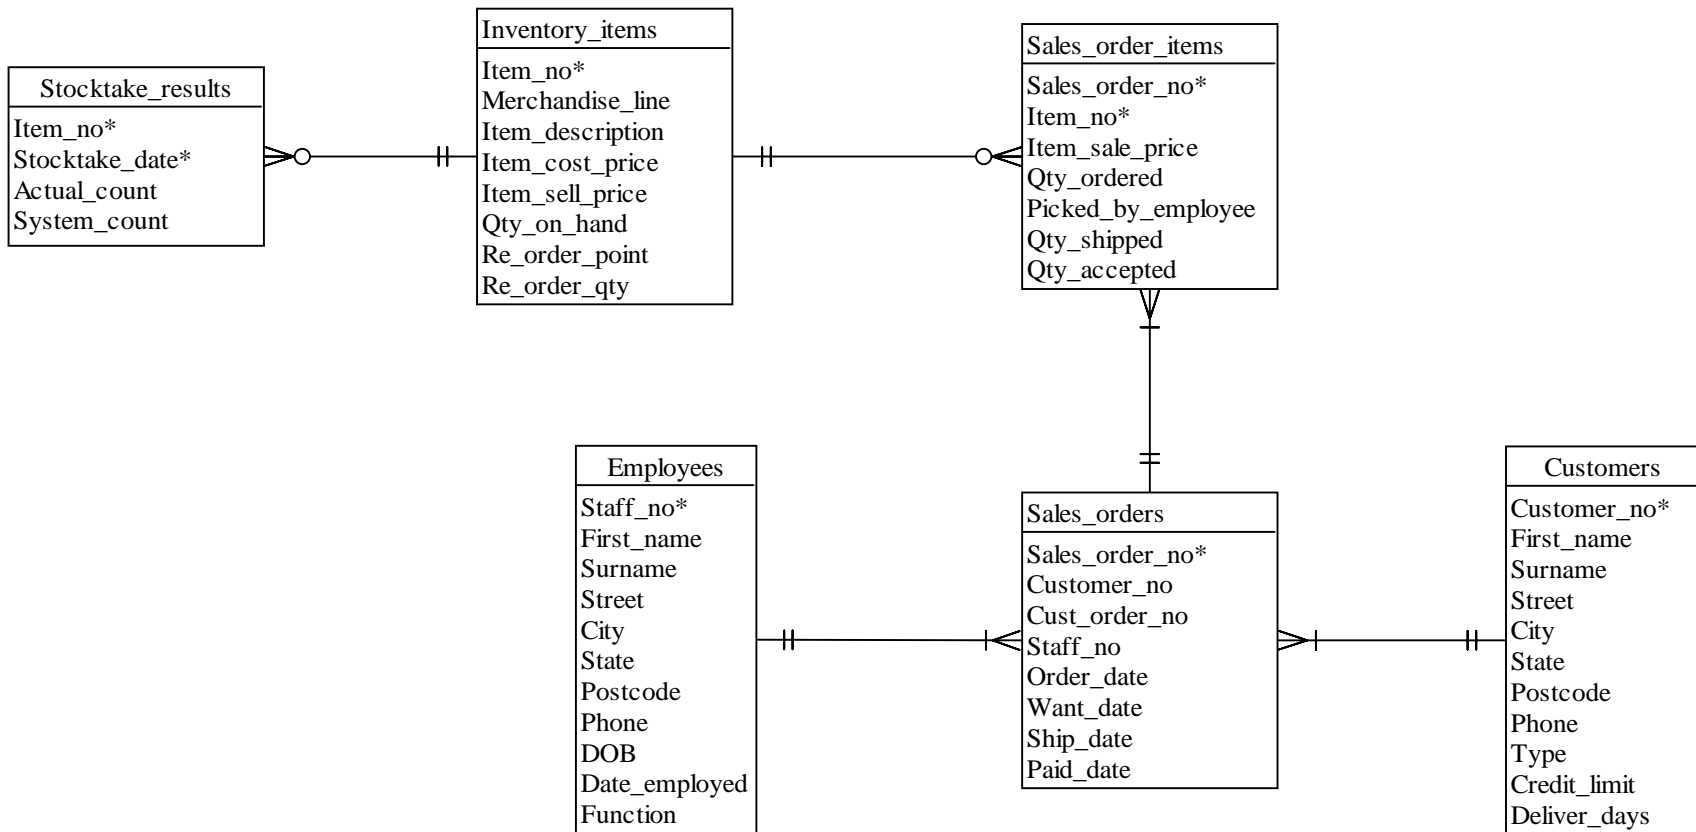 Stocktake_results
Item_no*
Stocktake_date*
Actual_count
System_count
Inventory_items
Item_no*
Merchandise_line
Item_description
Item_cost_price
Item_sell_price
Qty_on_hand
Re_order_point
Re_order_qty
Sales_order_items
Sales_order_no*
Item_no*
Item_sale_price
Qty_ordered
Picked_by_employee
Qty_shipped
Qty_accepted
Employees
Staff_no*
First_name
Surname
Street
City
State
Postcode
Phone
DOB
Date_employed
Function
Sales_orders
Sales_order_no*
Customer_no
Cust_order_no
Staff_no
Order_date
Want_date
Ship_date
Paid_date
Customers
Customer_no*
First_name
Surname
Street
City
State
Postcode
Phone
Type
Credit_limit
Deliver_days